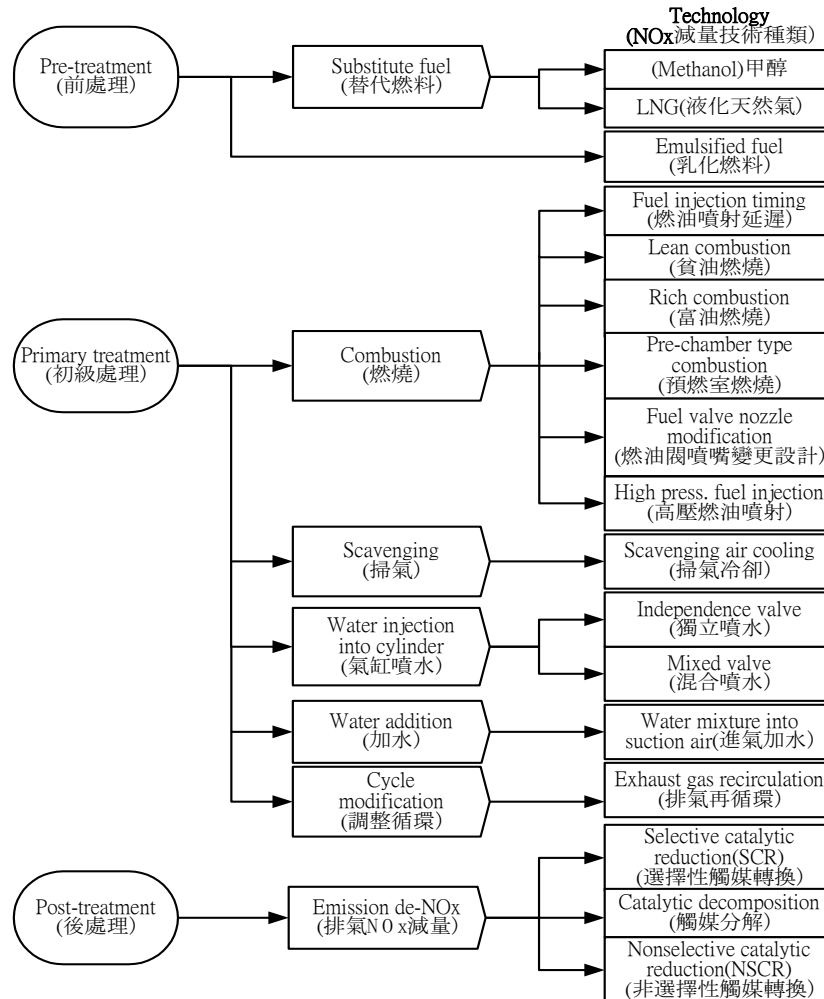 Technology
(NOx減量技術種類)
Pre-treatment
(前處理)
Substitute fuel
(替代燃料)
(Methanol)甲醇
LNG(液化天然氣)
Emulsified fuel
(乳化燃料)
Primary treatment
(初級處理)
Combustion
(燃燒)
Fuel injection timing
(燃油噴射延遲)
Lean combustion
(貧油燃燒)
Rich combustion
(富油燃燒)
Pre-chamber type
combustion
(預燃室燃燒)
Fuel valve nozzle
modification
(燃油閥噴嘴變更設計)
High press. fuel injection
(高壓燃油噴射)
Scavenging
(掃氣)
Scavenging air cooling
(掃氣冷卻)
Water injection
into cylinder
(氣缸噴水)
Independence valve
(獨立噴水)
Mixed valve
(混合噴水)
Water addition
(加水)
Water mixture into
suction air(進氣加水)
Cycle
modification
(調整循環)
Exhaust gas recirculation
(排氣再循環)
Post-treatment
(後處理)
Emission de-NOx
(排氣NOx減量)
Selective catalytic
reduction(SCR)
(選擇性觸媒轉換)
Catalytic decomposition
(觸媒分解)
Nonselective catalytic
reduction(NSCR)
(非選擇性觸媒轉換)